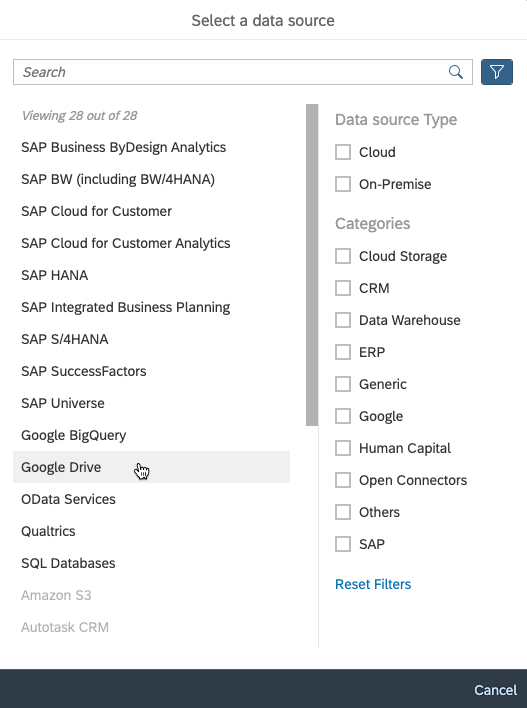 Select a data source
Search
Viewing 28 out of 28
SAP Business ByDesign Analytics
SAP BW (including BW/4HANA)
SAP Cloud for Customer
SAP Cloud for Customer Analytics
SAP HANA
SAP Integrated Business Planning
SAP S/4HANA
SAP SuccessFactors
SAP Universe
Google BigQuery
Google Drive
OData Services
Qualtrics
SQL Databases
Amazon S3
Autotask CRM
Data source Type
Cloud
On-Premise
Categories
Cloud Storage
CRM
Data Warehouse
ERP
Generic
Google
Human Capital
Open Connectors
Others
SAP
Reset Filters
Cancel